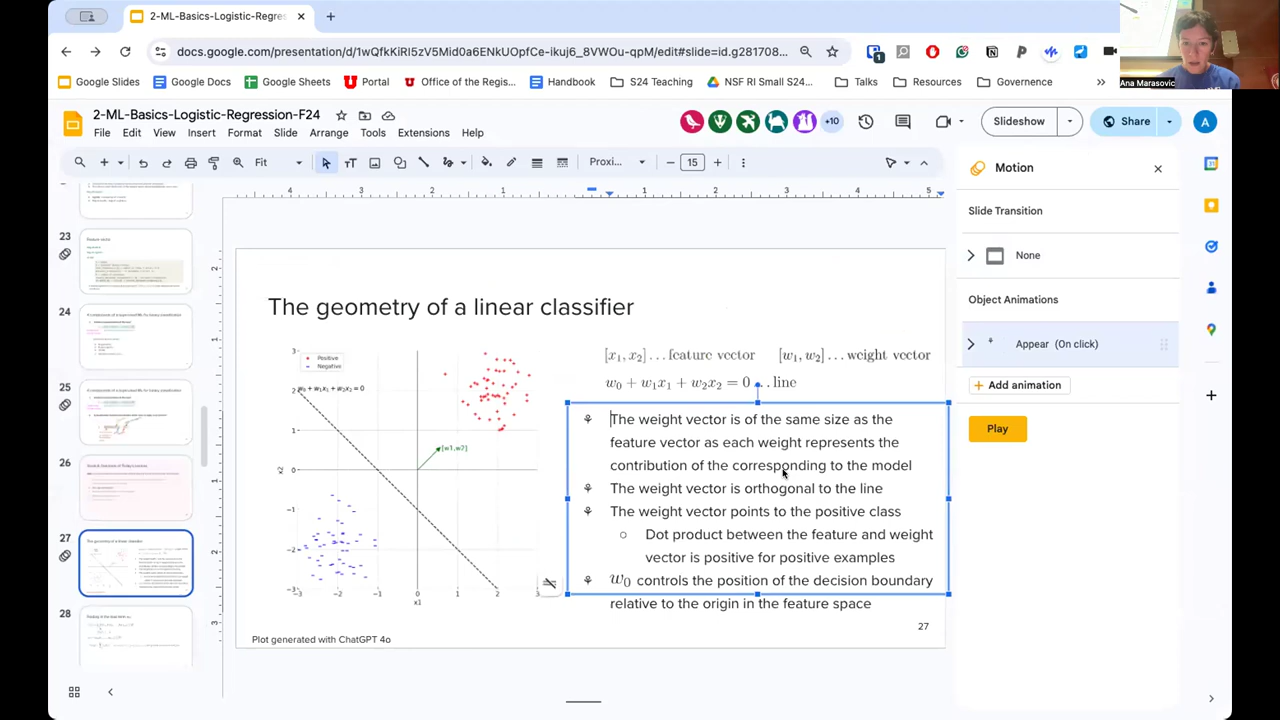 2-ML-Basics-Logistic-Regres
docs.google.com/presentation/d/1wQfkKiRI5zV5Mid0a6EFCUOptCe-ikuj6_8VWOu-qpM/edit#slide=id.g281708...
Google Slides
Google Docs
Google Sheets
Portal
Handbook
S24 Teaching
NSF RI Small S24...
Talks
Resources
Governence
Ana Marasovic
2-ML-Basics-Logistic-Regression-F24
File Edit View Insert Format Slide Arrange Tools Extensions Help
+10
Slideshow
Share
A
Fit
Proxi...
15
Motion
Slide Transition
None
Object Animations
Appear (On click)
Add animation
Play
23
24
25
26
27
28
The geometry of a linear classifier
[x1, x2] ... feature vector [w1, w2] ... weight vector
w0 + w1x1 + w2x2 = 0 ... line
Positive
Negative
w0 + w1x1 + w2x2 = 0
[w1,w2]
x1
The weight vector is of the same size as the
feature vector as each weight represents the
of the to the model
The weight vector is orthogonal to the line
The weight vector points to the positive class
Dot product between the feature and weight
vector is positive for positive examples
w0 controls the position of the decision boundary
relative to the origin in the feature space
Plot generated with ChatGPT 4o
27